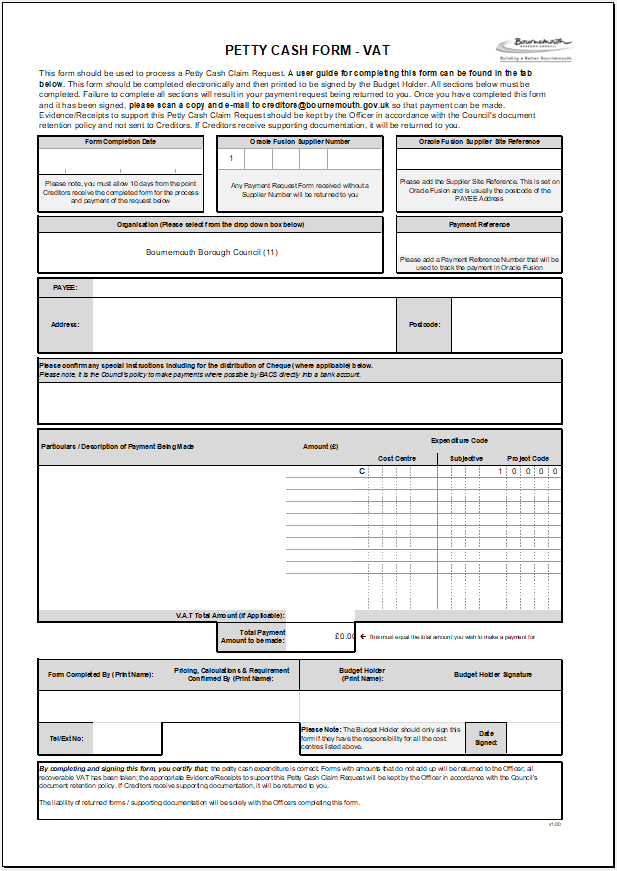 PETTY CASH FORM - VAT
Bournemouth
BOROUGH COUNCIL
Building a Better Bournemouth
This form should be used to process a Petty Cash Claim Request. A user guide for completing this form can be found in the tab
below. This form should be completed electronically and then printed to be signed by the Budget Holder. All sections below must be
completed. Failure to complete all sections will result in your payment request being returned to you. Once you have completed this form
and it has been signed, please scan a copy and e-mail to creditors@bournemouth.gov.uk so that payment can be made.
Evidence/Receipts to support this Petty Cash Claim Request should be kept by the Officer in accordance with the Council's document
retention policy and not sent to Creditors. If Creditors receive supporting documentation, it will be returned to you.
Form Completion Date
Please note, you must allow 10 days from the point
Creditors receive the completed form for the process
and payment of the request below
Oracle Fusion Supplier Number
1
Any Payment Request Form received without a
Supplier Number will be returned to you
Oracle Fusion Supplier Site Reference
Please add the Supplier Site Reference. This is set on
Oracle Fusion and is usually the postcode of the
PAYEE Address
Organisation (Please select from the drop down box below)
Bournemouth Borough Council (11)
Payment Reference
Please add a Payment Reference Number that will be
used to track the payment in Oracle Fusion
PAYEE:
Address:
Postcode:
Please confirm any special instructions including for the distribution of Cheque (where applicable) below.
Please note, it is the Council's policy to make payments where possible by BACS directly into a bank account.
Particulars / Description of Payment Being Made
Amount (£)
Expenditure Code
Cost Centre Subjective Project Code
C 1 0 0 0 0
V.A.T Total Amount (If Applicable):
Total Payment
Amount to be made:
£0.00 ← This must equal the total amount you wish to make a payment for
Form Completed By (Print Name):
Pricing, Calculations & Requirement
Confirmed By (Print Name):
Budget Holder
(Print Name):
Budget Holder Signature
Tel/Ext No:
Please Note: The Budget Holder should only sign this
form if they have the responsibility for all the cost
centres listed above.
Date
Signed:
By completing and signing this form, you certify that; the petty cash expenditure is correct. Forms with amounts that do not add up will be returned to the Officer; all
recoverable VAT has been taken; the appropriate Evidence/Receipts to support this Petty Cash Claim Request will be kept by the Officer in accordance with the Council's
document retention policy. If Creditors receive supporting documentation, it will be returned to you.
The liability of returned forms / supporting documentation will be solely with the Officers completing this form.
v1.00